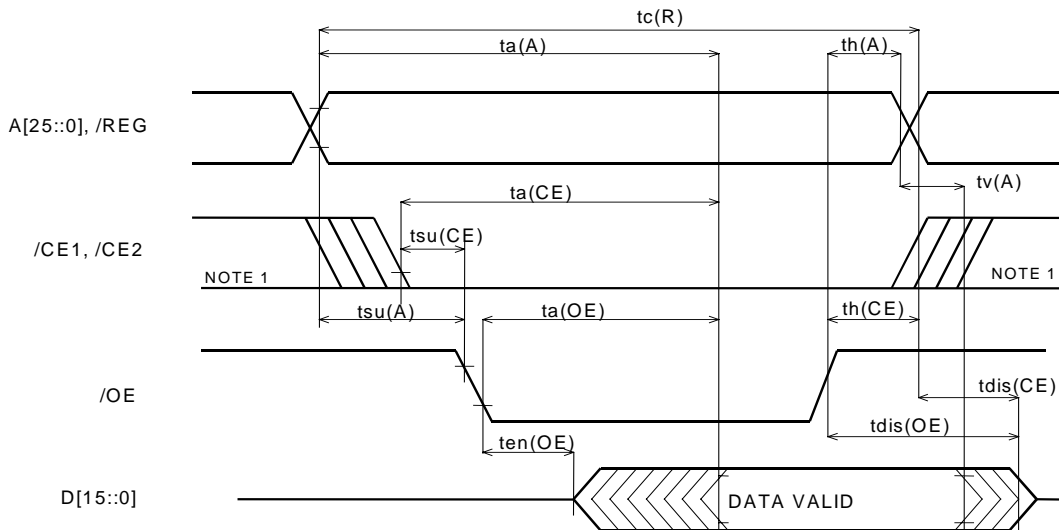 tc(R)
ta(A)
th(A)
A[25::0], /REG
tv(A)
ta(CE)
tsu(CE)
/CE1, /CE2
NOTE 1
NOTE 1
tsu(A)
ta(OE)
th(CE)
/OE
tdis(CE)
tdis(OE)
ten(OE)
D[15::0]
DATA VALID